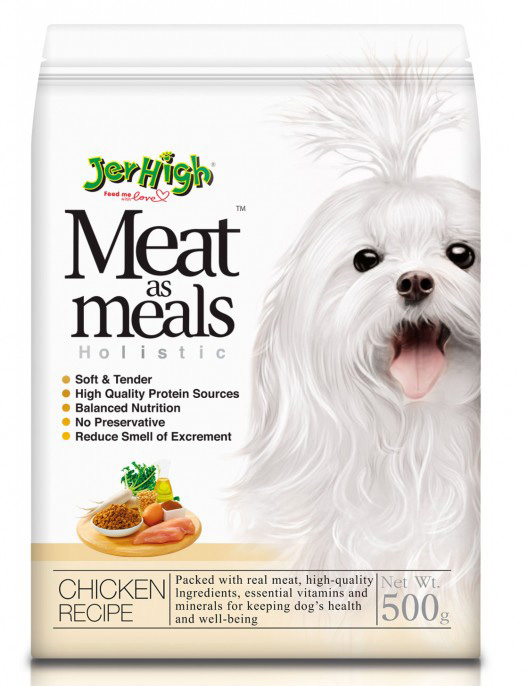 JerHigh®
Feed me
with love
Meat™
as
meals
Holistic
Soft & Tender
High Quality Protein Sources
Balanced Nutrition
No Preservative
Reduce Smell of Excrement
CHICKEN
RECIPE
Packed with real meat, high-quality
Ingredients, essential vitamins and
minerals for keeping dog's health
and well-being
Net Wt.
500g